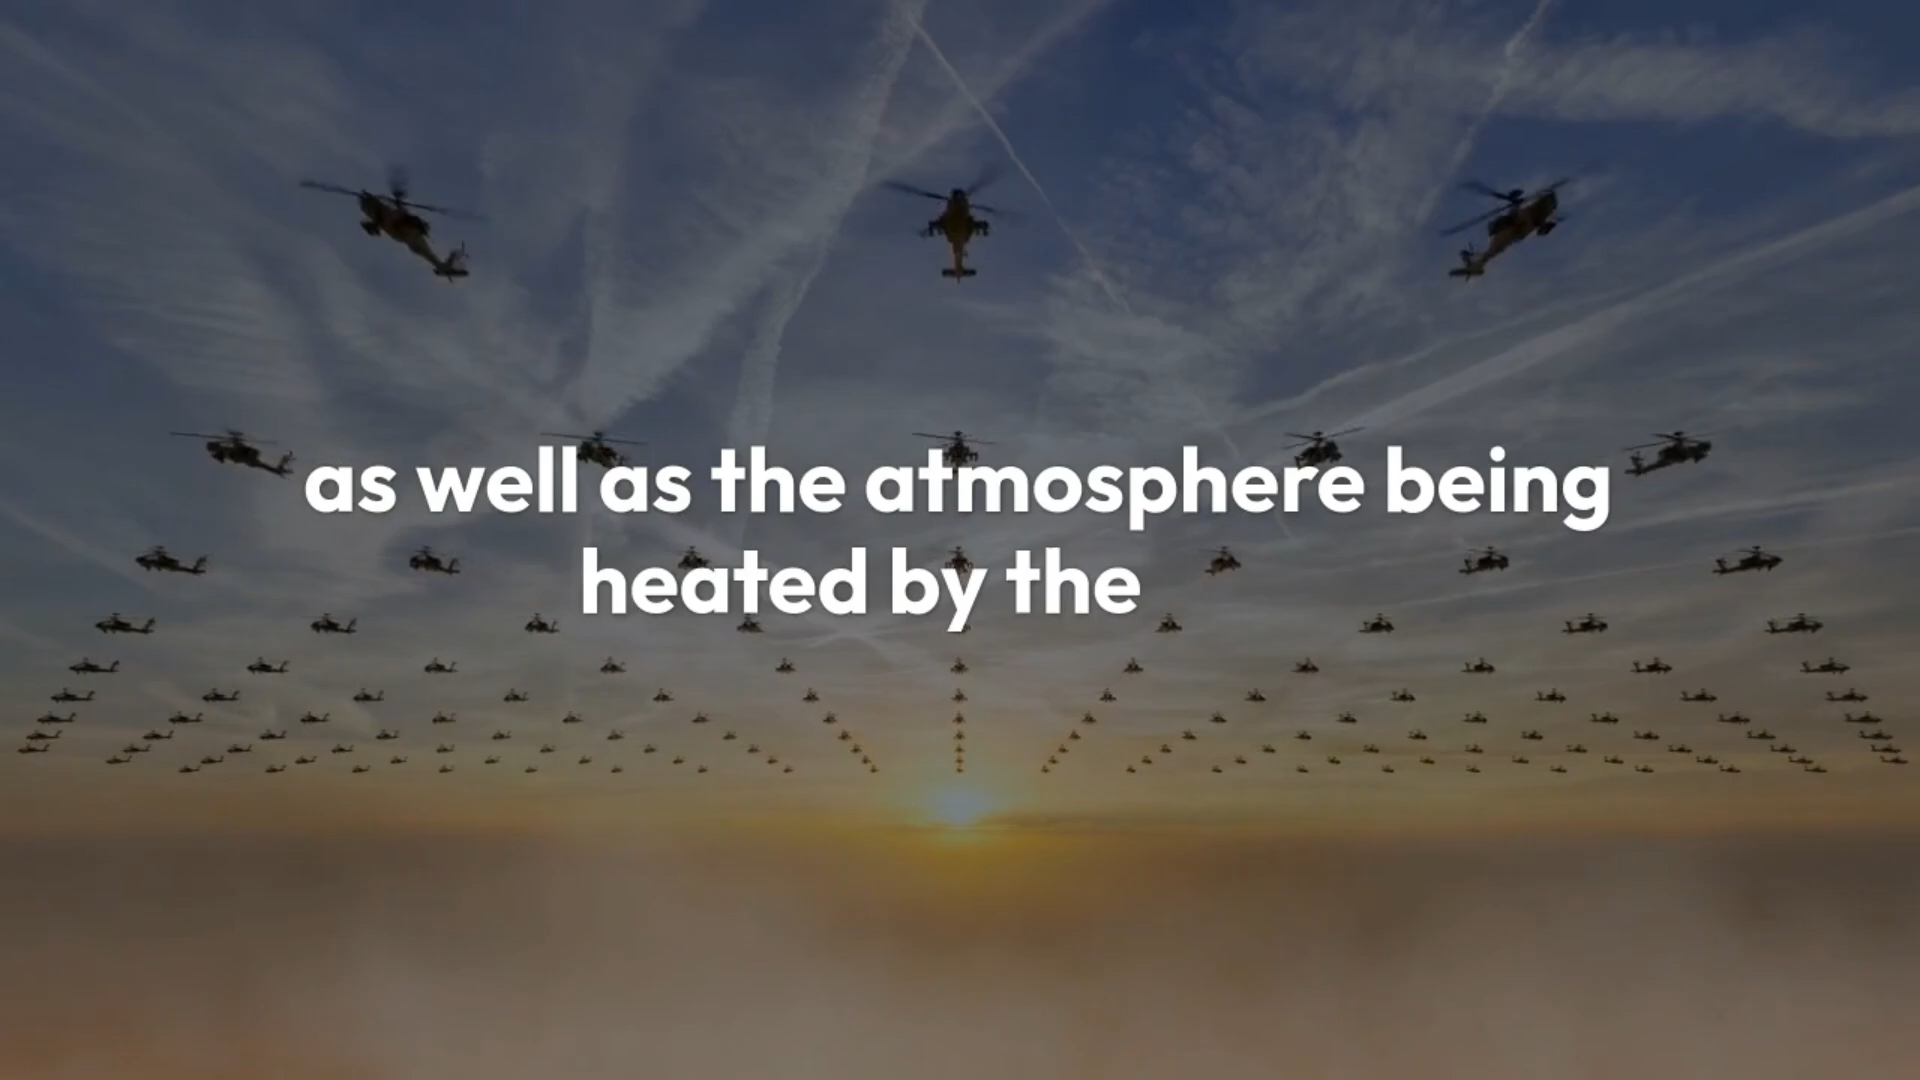 as well as the atmosphere being
heated by the